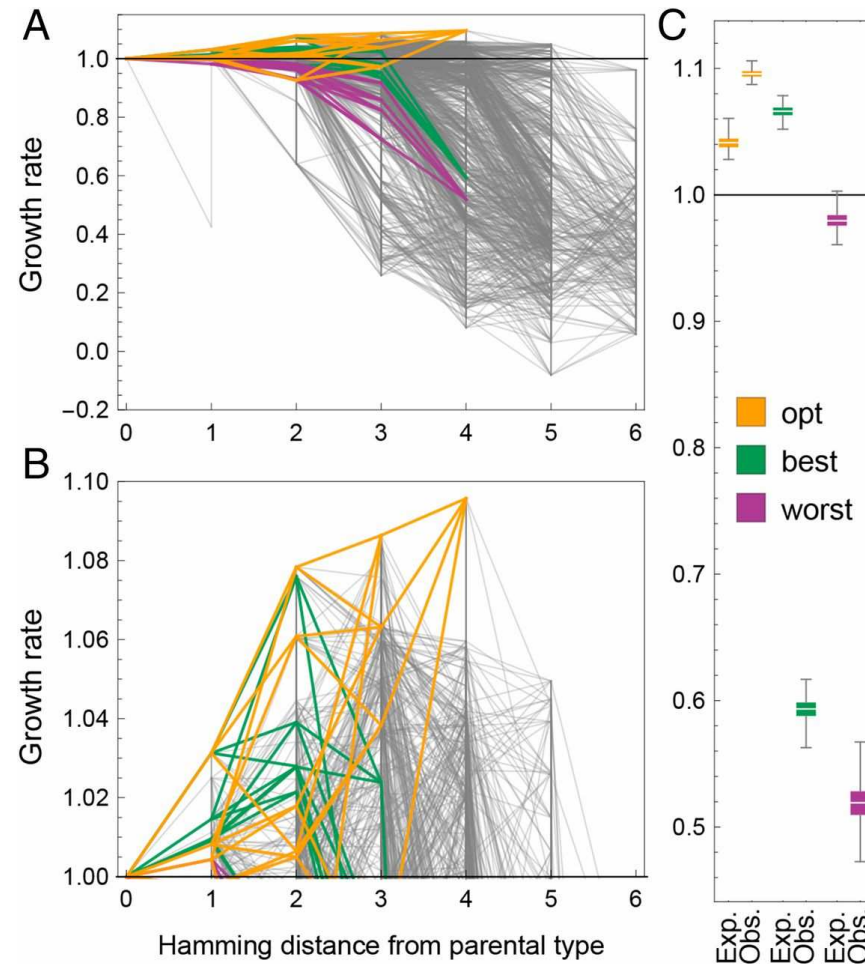 A
Growth rate
1.0
0.8
0.6
0.4
0.2
0.0
−0.2
0 1 2 3 4 5 6
B
Growth rate
1.10
1.08
1.06
1.04
1.02
1.00
0 1 2 3 4 5 6
Hamming distance from parental type
C
1.1
1.0
0.9
0.8
0.7
0.6
0.5
opt
best
worst
Exp.
Obs.
Exp.
Obs.
Exp.
Obs.